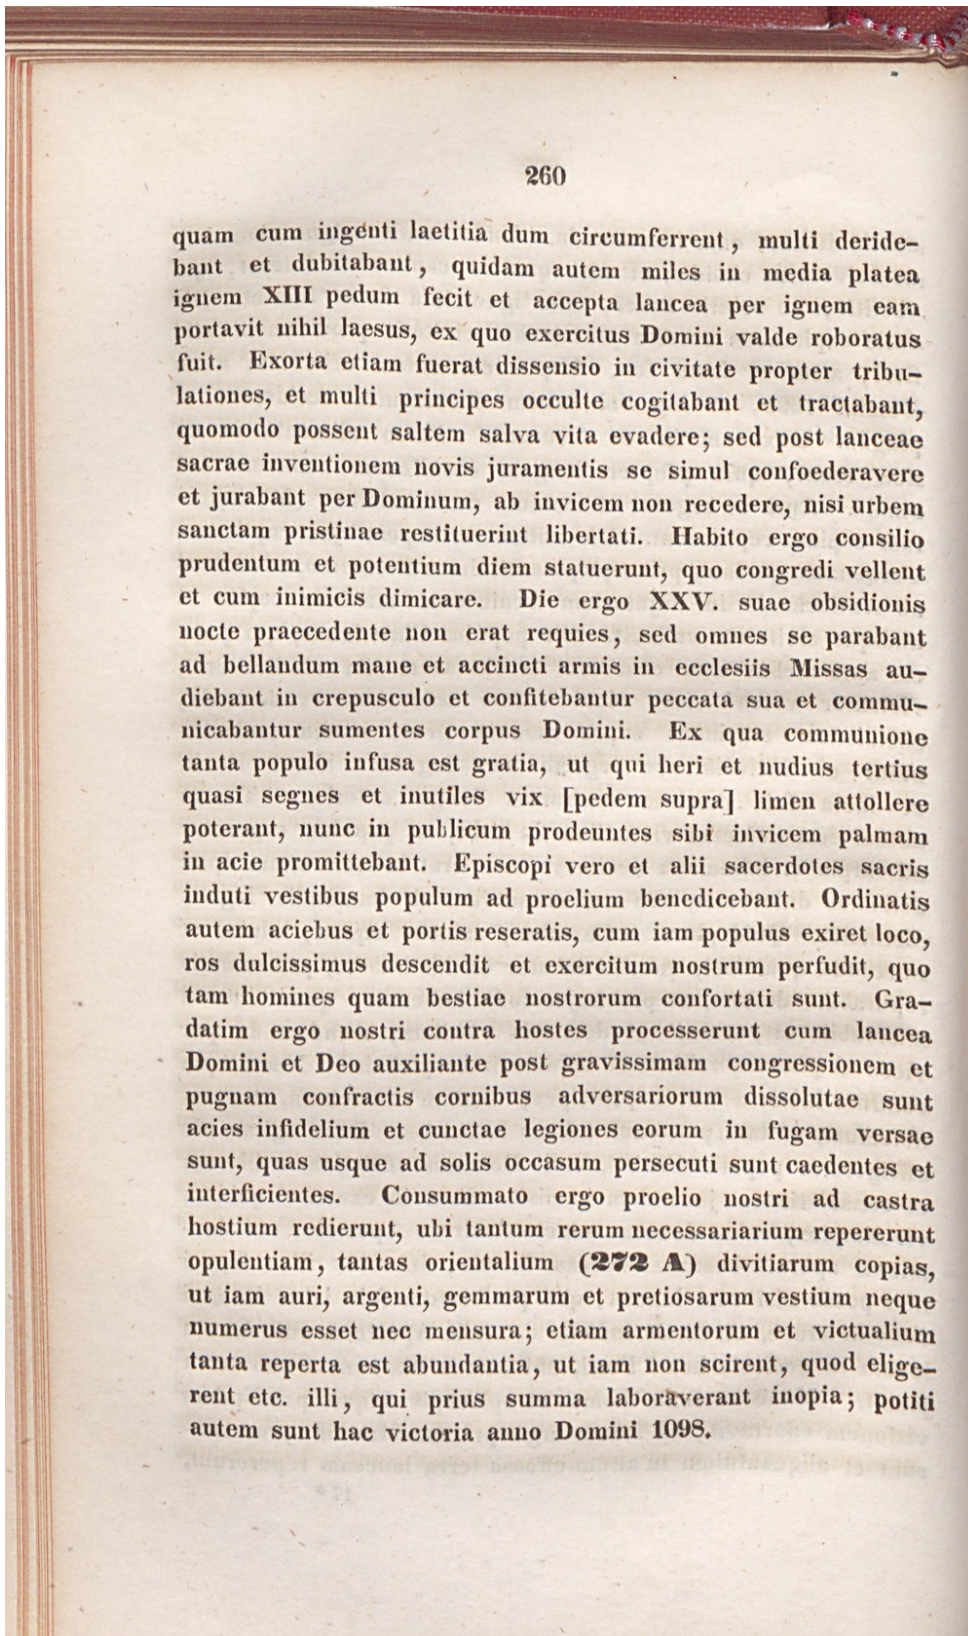 260
quam cum ingenti laetitia dum circumferrent, multi deride-
bant et dubitabant, quidam autem miles in media platea
ignem XIII pedum fecit et accepta lancea per ignem eam
portavit nihil laesus, ex quo exercitus Domini valde roboratus
fuit. Exorta etiam fuerat dissensio in civitate propter tribu-
lationes, et multi principes occulte cogitabant et tractabant,
quomodo possent saltem salva vita evadere; sed post lanceae
sacrae inventionem novis juramentis se simul confoederavere
et jurabant per Dominum, ab invicem non recedere, nisi urbem
sanctam pristinae restituerint libertati. Habito ergo consilio
prudentum et potentium diem statuerunt, quo congredi vellent
et cum inimicis dimicare. Die ergo XXV. suae obsidionis
nocte praecedente non erat requies, sed omnes se parabant
ad bellandum mane et accincti armis in ecclesiis Missas au-
diebant in crepusculo et confitebantur peccata sua et commu-
nicabantur sumentes corpus Domini. Ex qua communione
tanta populo infusa est gratia, ut qui heri et nudius tertius
quasi segnes et inutiles vix [pedem supra] limen attollere
poterant, nunc in publicum prodeuntes sibi invicem palmam
in acie promittebant. Episcopi vero et alii sacerdotes sacris
induti vestibus populum ad proelium benedicebant. Ordinatis
autem aciebus et portis reseratis, cum iam populus exiret loco,
ros dulcissimus descendit et exercitum nostrum perfudit, quo
tam homines quam bestiae nostrorum confortati sunt. Gra-
datim ergo nostri contra hostes processerunt cum lancea
Domini et Deo auxiliante post gravissimam congressionem et
pugnam confractis cornibus adversariorum dissolutae sunt
acies infidelium et cunctae legiones eorum in fugam versae
sunt, quas usque ad solis occasum persecuti sunt caedentes et
interficientes. Consummato ergo proelio nostri ad castra
hostium redierunt, ubi tantum rerum necessariarium repererunt
opulentiam, tantas orientalium (272 A) divitiarum copias,
ut iam auri, argenti, gemmarum et pretiosarum vestium neque
numerus esset nec mensura; etiam armentorum et victualium
tanta reperta est abundantia, ut iam non scirent, quod elige-
rent etc. illi, qui prius summa laboraverant inopia; potiti
autem sunt hac victoria anno Domini 1098.